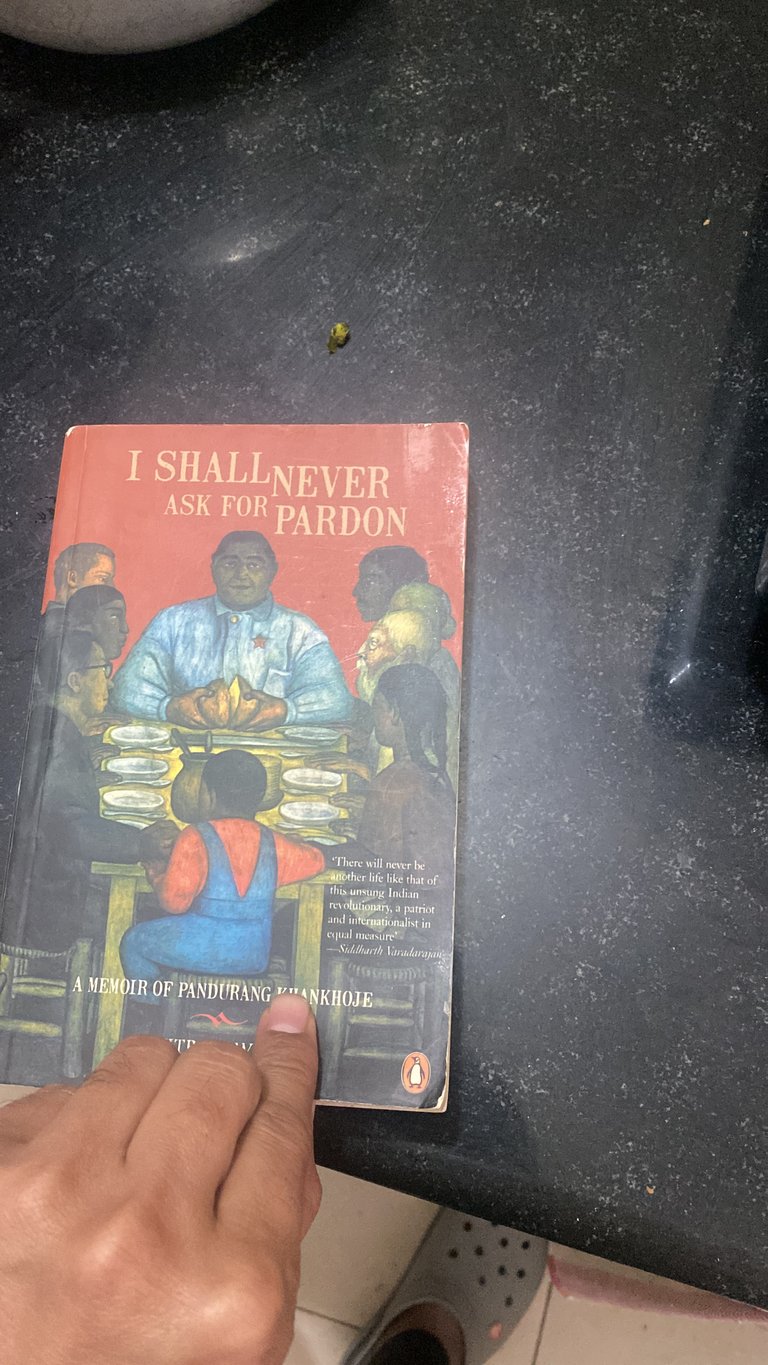 I SHALL NEVER
ASK FOR PARDON
'There will never be
another life like that of
this unsung Indian
revolutionary, a patriot
and internationalist in
equal measure'
—Siddharth Varadarajan
A MEMOIR OF PANDURANG KHANKHOJE